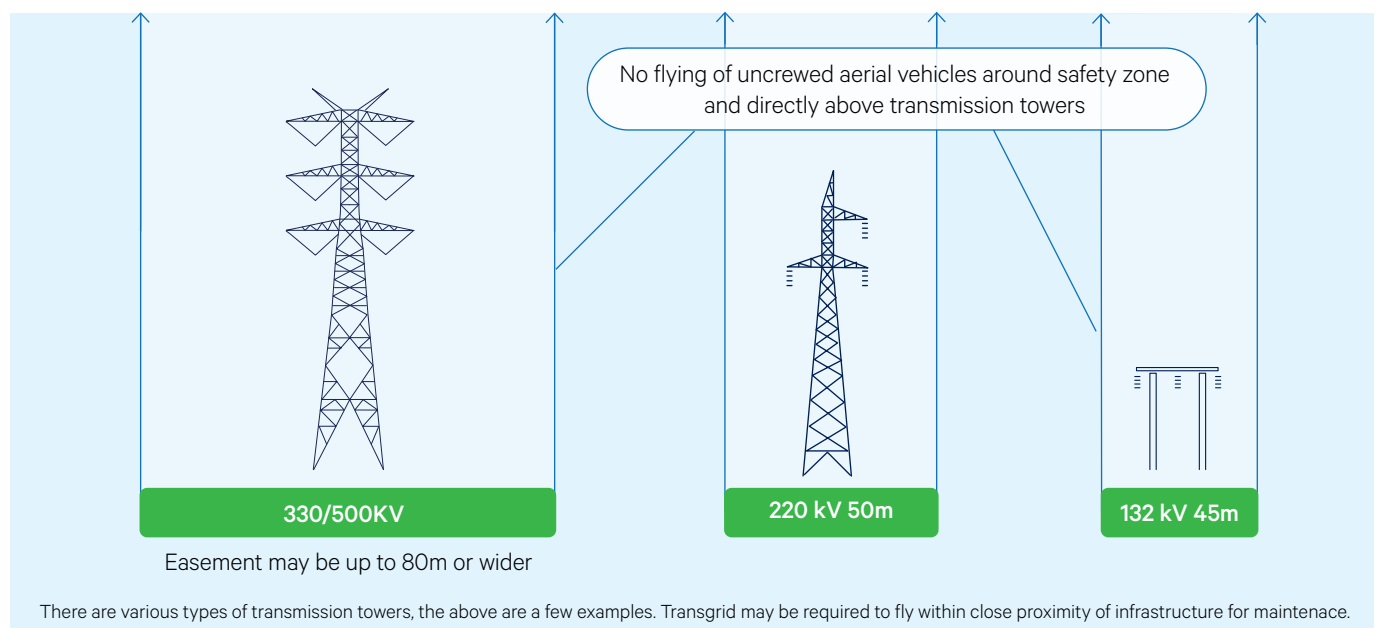 No flying of uncrewed aerial vehicles around safety zone
and directly above transmission towers
330/500KV
220 kV 50m
132 kV 45m
Easement may be up to 80m or wider
There are various types of transmission towers, the above are a few examples. Transgrid may be required to fly within close proximity of infrastructure for maintenace.